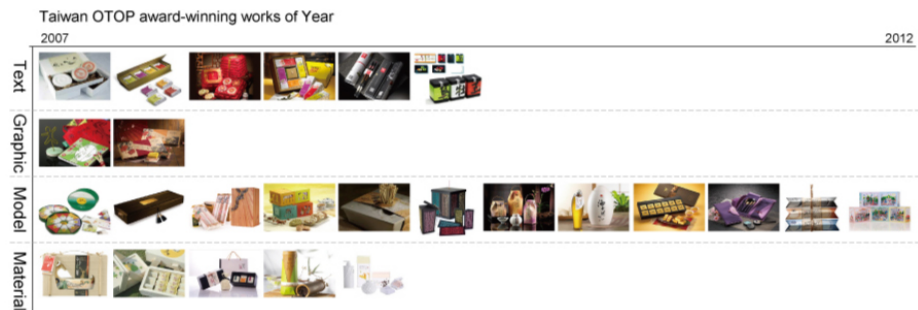 Taiwan OTOP award-winning works of Year
2007 2012
Text
Graphic
Model
Material